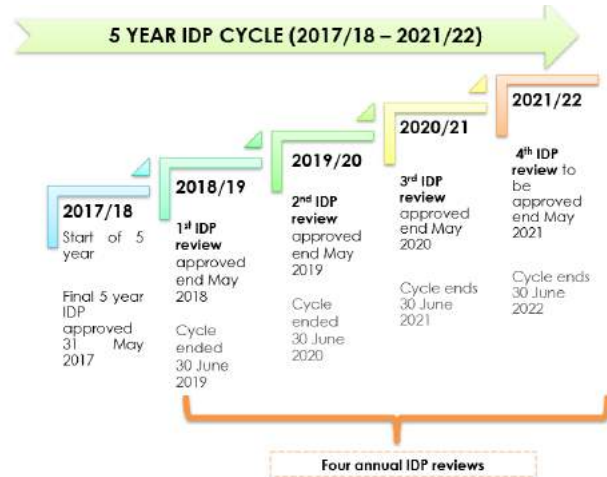 5 YEAR IDP CYCLE (2017/18 – 2021/22)
2017/18
Start of 5
year
Final 5 year
IDP
approved
31 May
2017
2018/19
1st IDP
review
approved
end May
2018
Cycle
ended
30 June
2019
2019/20
2nd IDP
review
approved
end May
2019
Cycle
ended
30 June
2020
2020/21
3rd IDP
review
approved
end May
2020
Cycle ends
30 June
2021
2021/22
4th IDP
review to
be
approved
end May
2021
Cycle ends
30 June
2022
Four annual IDP reviews